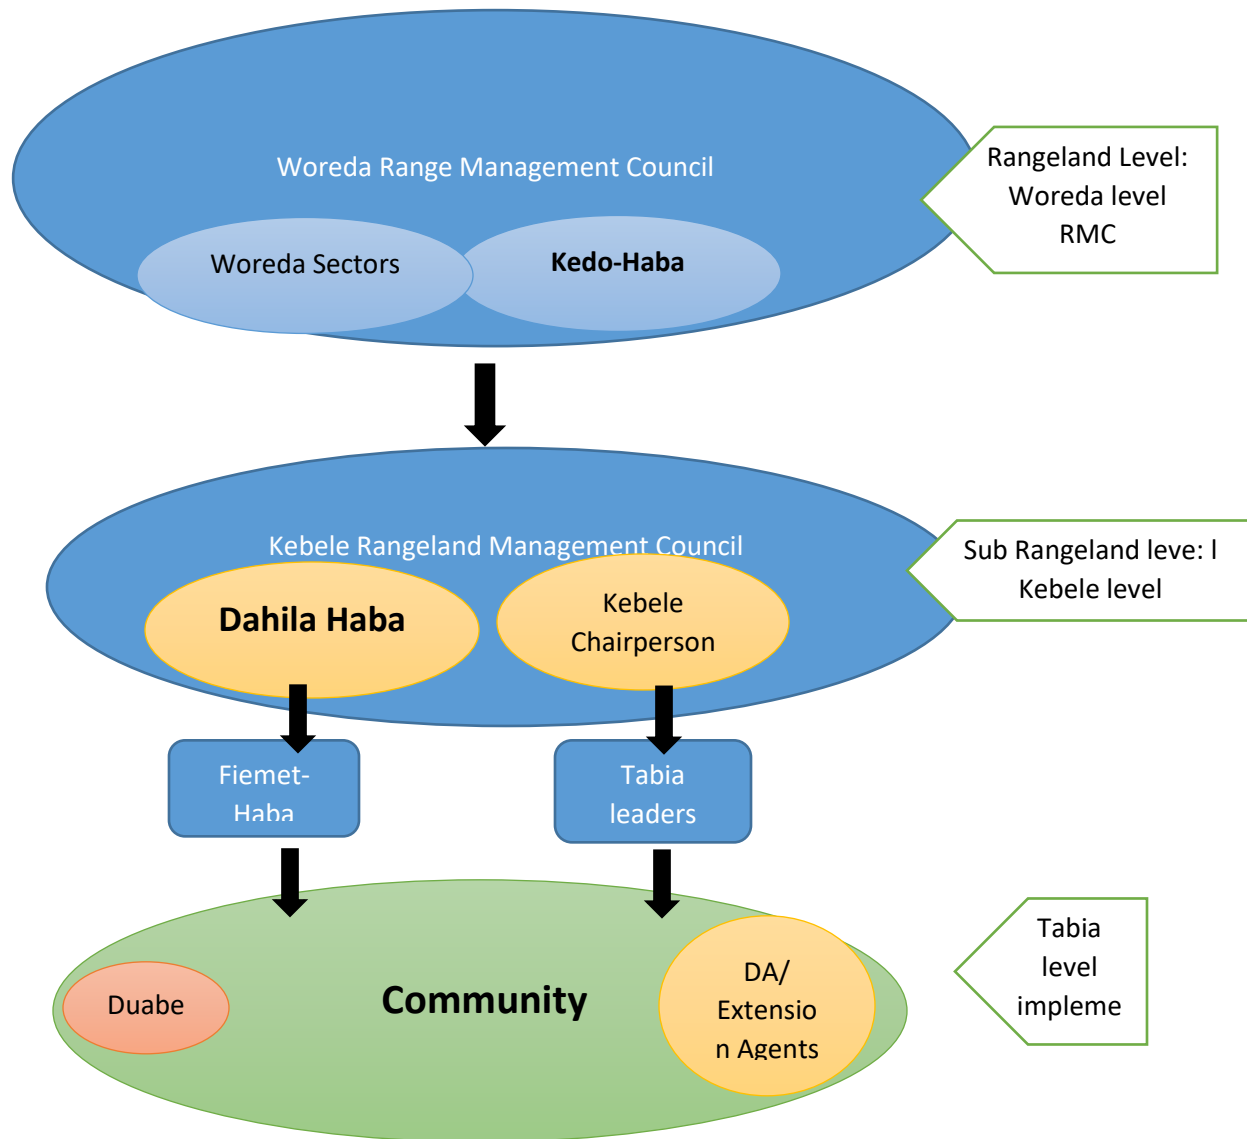 Woreda Range Management Council
Woreda Sectors
Kedo-Haba
Rangeland Level:
Woreda level
RMC
Kebele Rangeland Management Council
Dahila Haba
Kebele
Chairperson
Sub Rangeland leve: l
Kebele level
Fiemet-
Haba
Tabia
leaders
Duabe
Community
DA/
Extensio
n Agents
Tabia
level
impleme